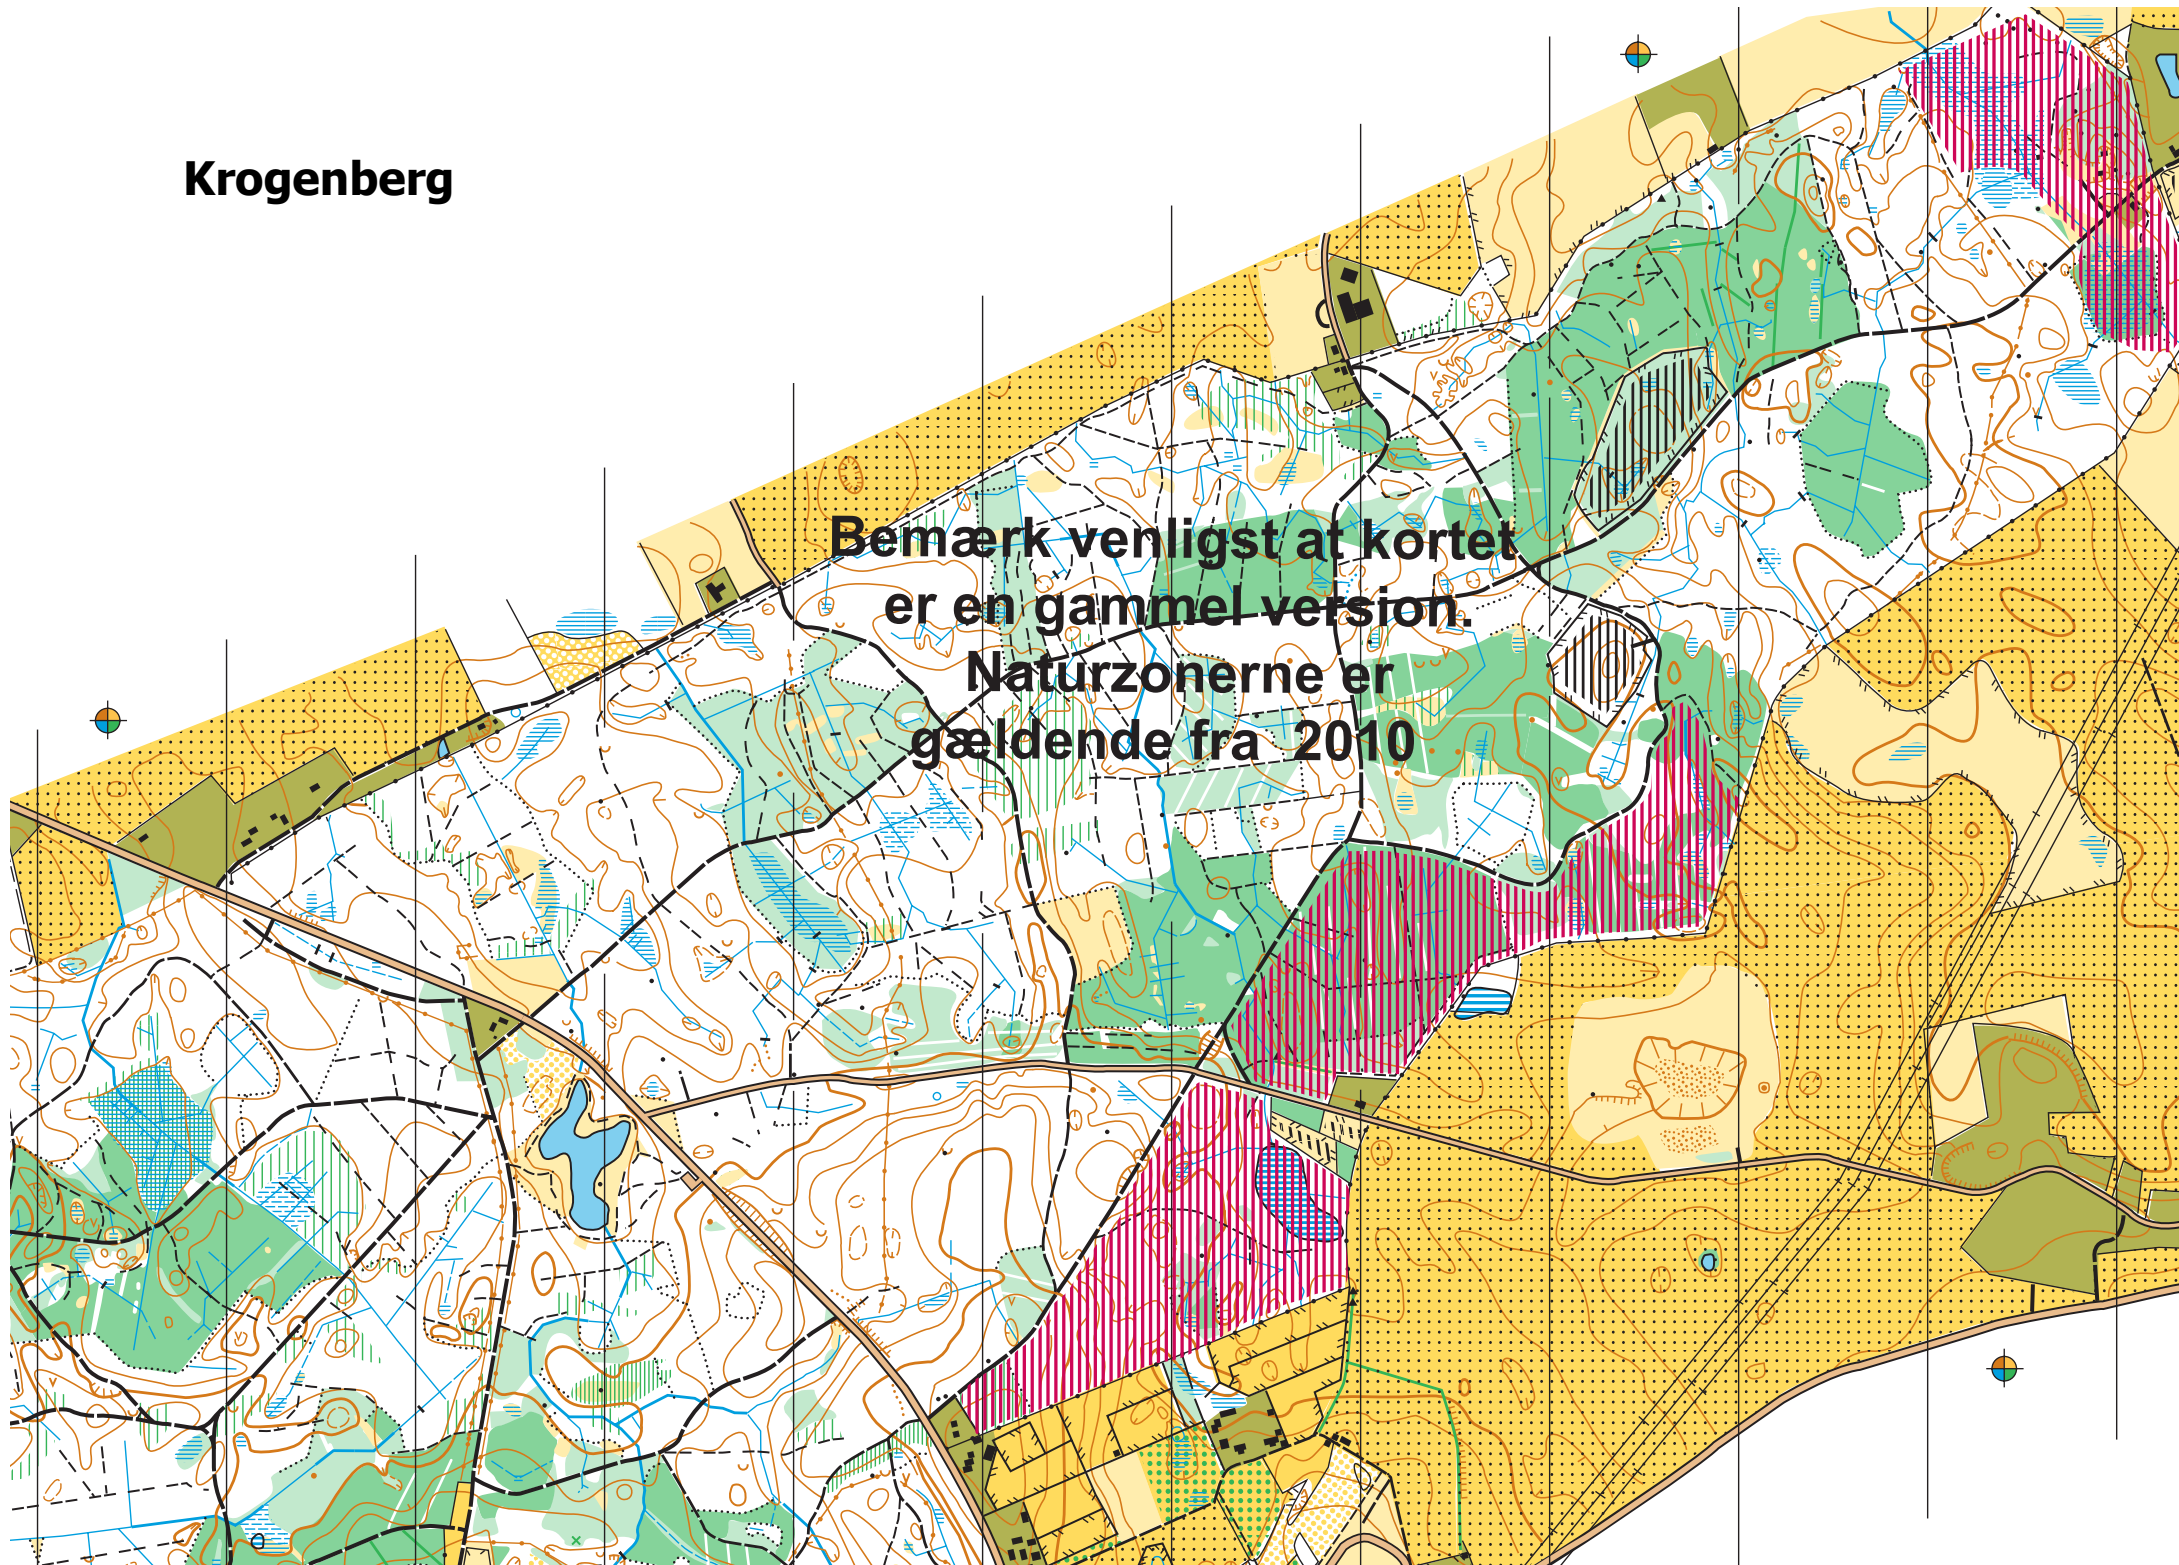 Krogenberg
Bemærk venligst at kortet
er en gammel version.
Naturzonerne er
gældende fra 2010